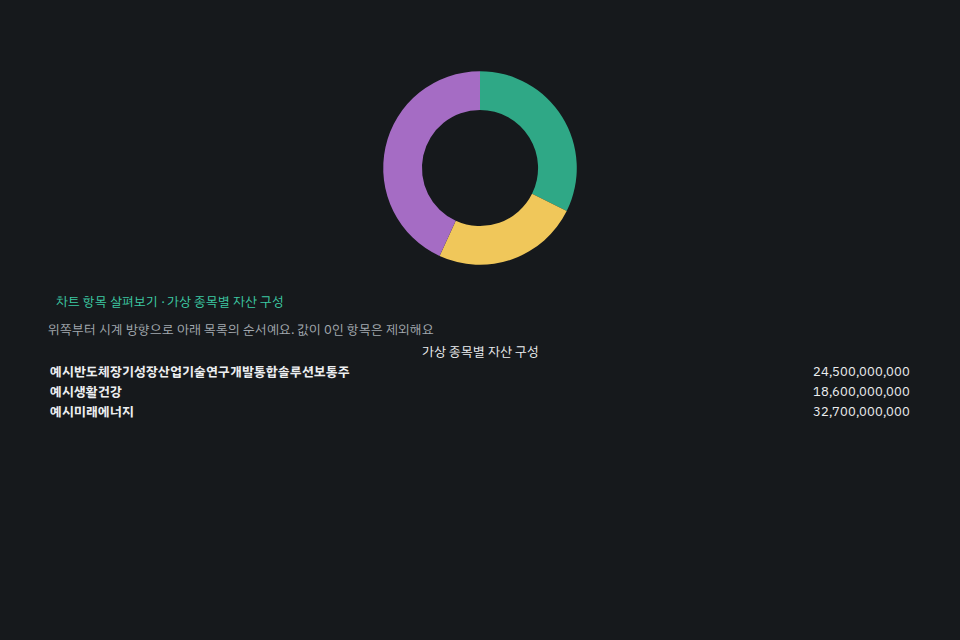 차트 항목 살펴보기 · 가상 종목별 자산 구성
위쪽부터 시계 방향으로 아래 목록의 순서예요. 값이 0인 항목은 제외해요
가상 종목별 자산 구성
예시반도체장기성장산업기술연구개발통합솔루션보통주 24,500,000,000
예시생활건강 18,600,000,000
예시미래에너지 32,700,000,000